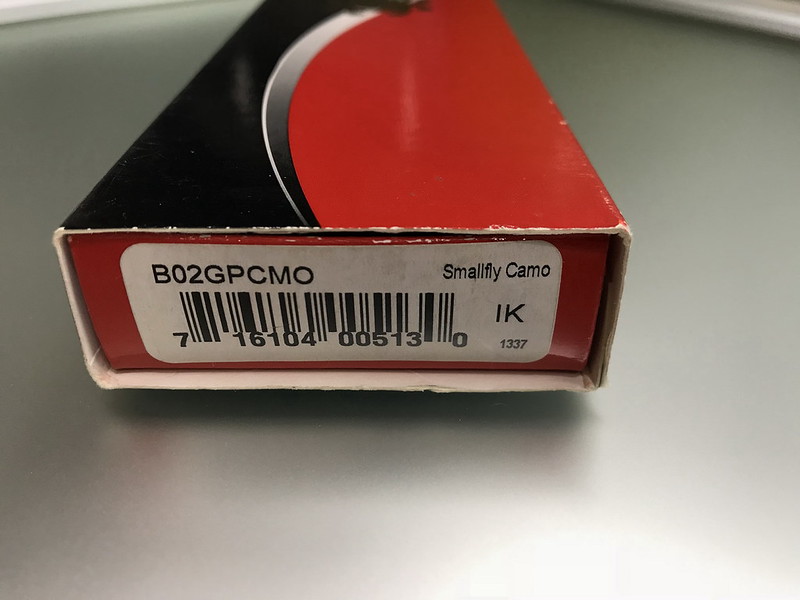 B02GPCMO
Smallfly Camo
IK
7 16104 00513 0
1337